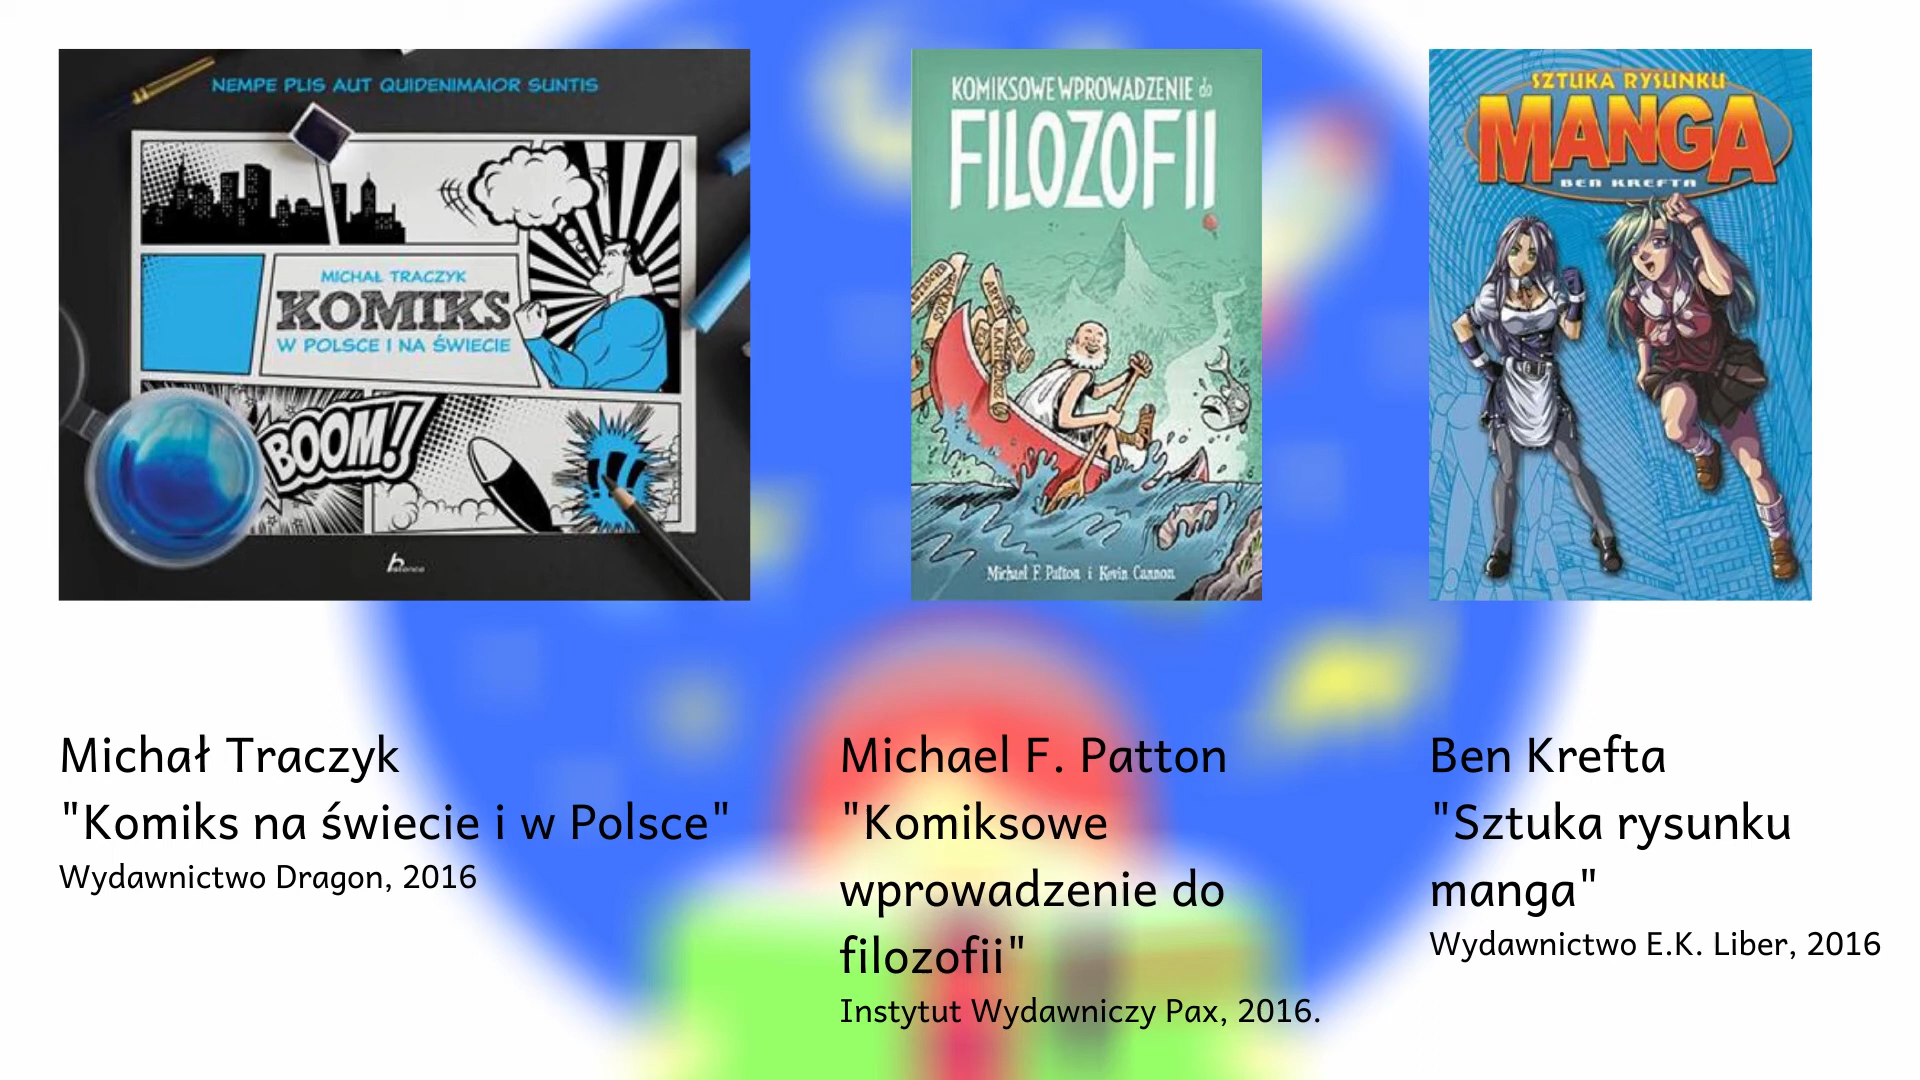 NEMPE PLIS AUT QUIDENIMAIOR SUNTIS
MICHAŁ TRACZYK
KOMIKS
W POLSCE I NA ŚWIECIE
BOOM!
KOMIKSOWE WPROWADZENIE do
FILOZOFII
Michael F. Patton i Kevin Cannon
SZTUKA RYSUNKU
MANGA
BEN KREFTA
Michał Traczyk
"Komiks na świecie i w Polsce"
Wydawnictwo Dragon, 2016
Michael F. Patton
"Komiksowe
wprowadzenie do
filozofii"
Instytut Wydawniczy Pax, 2016.
Ben Krefta
"Sztuka rysunku
manga"
Wydawnictwo E.K. Liber, 2016